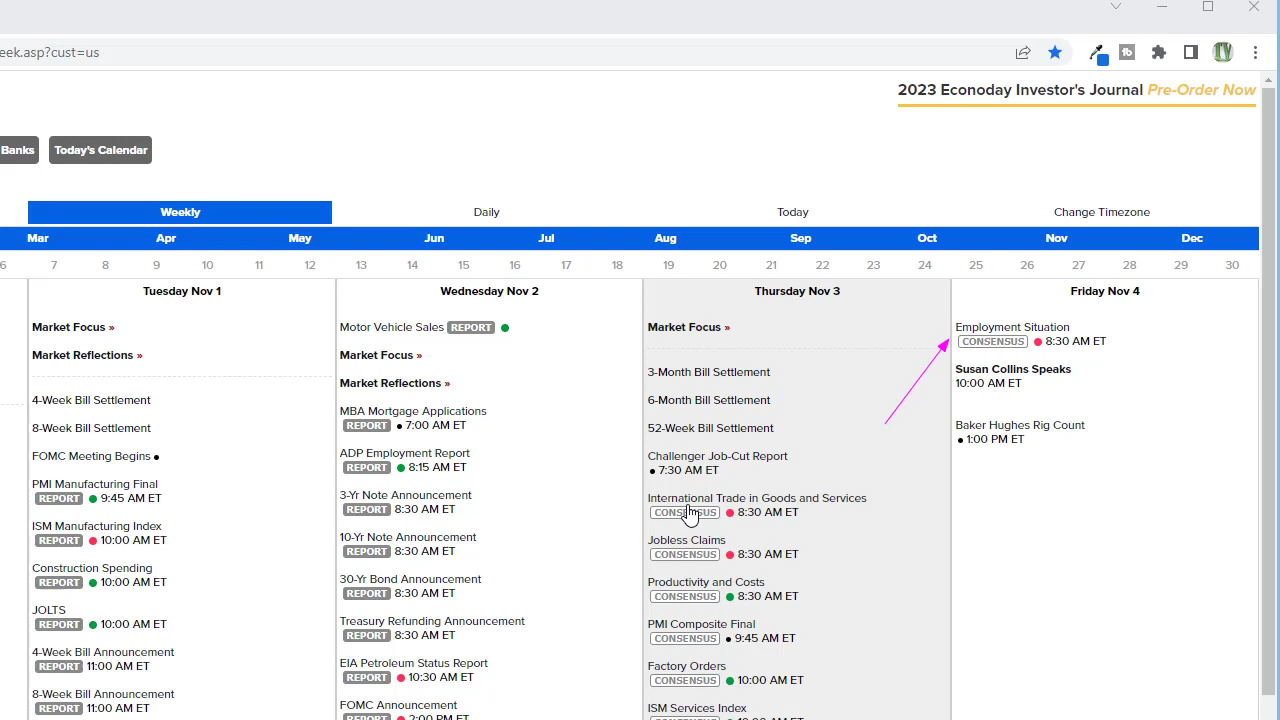 eek.asp?cust=us
tb
TV
2023 Econoday Investor's Journal Pre-Order Now
Banks
Today's Calendar
Weekly Daily Today Change Timezone
Mar Apr May Jun Jul Aug Sep Oct Nov Dec
6 7 8 9 10 11 12 13 14 15 16 17 18 19 20 21 22 23 24 25 26 27 28 29 30
Tuesday Nov 1
Market Focus »
Market Reflections »
4-Week Bill Settlement
8-Week Bill Settlement
FOMC Meeting Begins
PMI Manufacturing Final
REPORT 9:45 AM ET
ISM Manufacturing Index
REPORT 10:00 AM ET
Construction Spending
REPORT 10:00 AM ET
JOLTS
REPORT 10:00 AM ET
4-Week Bill Announcement
REPORT 11:00 AM ET
8-Week Bill Announcement
REPORT 11:00 AM ET
Wednesday Nov 2
Motor Vehicle Sales REPORT
Market Focus »
Market Reflections »
MBA Mortgage Applications
REPORT 7:00 AM ET
ADP Employment Report
REPORT 8:15 AM ET
3-Yr Note Announcement
REPORT 8:30 AM ET
10-Yr Note Announcement
REPORT 8:30 AM ET
30-Yr Bond Announcement
REPORT 8:30 AM ET
Treasury Refunding Announcement
REPORT 8:30 AM ET
EIA Petroleum Status Report
REPORT 10:30 AM ET
FOMC Announcement
REPORT 2:00 PM ET
Thursday Nov 3
Market Focus »
3-Month Bill Settlement
6-Month Bill Settlement
52-Week Bill Settlement
Challenger Job-Cut Report
7:30 AM ET
International Trade in Goods and Services
CONSENSUS 8:30 AM ET
Jobless Claims
CONSENSUS 8:30 AM ET
Productivity and Costs
CONSENSUS 8:30 AM ET
PMI Composite Final
CONSENSUS 9:45 AM ET
Factory Orders
CONSENSUS 10:00 AM ET
ISM Services Index
Friday Nov 4
Employment Situation
CONSENSUS 8:30 AM ET
Susan Collins Speaks
10:00 AM ET
Baker Hughes Rig Count
1:00 PM ET